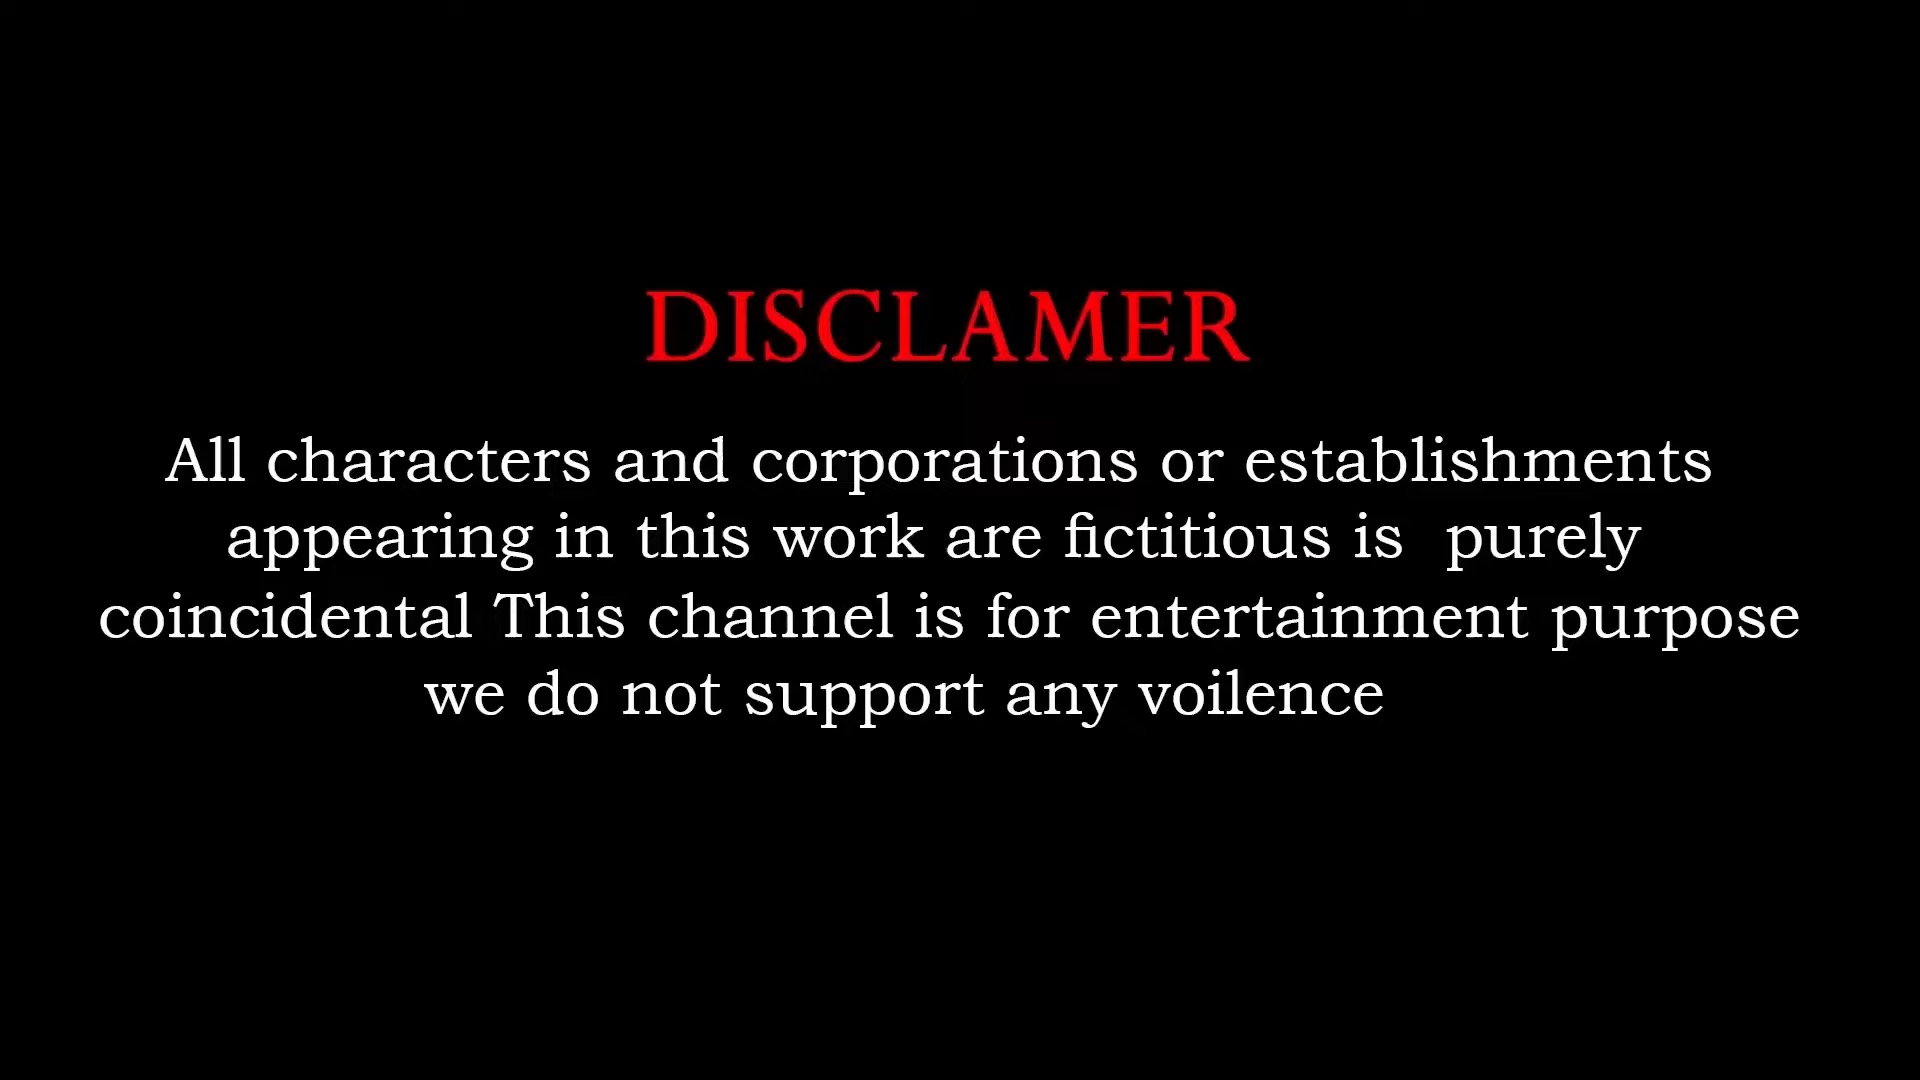 DISCLAMER
All characters and corporations or establishments
appearing in this work are fictitious is  purely
coincidental This channel is for entertainment purpose
we do not support any voilence